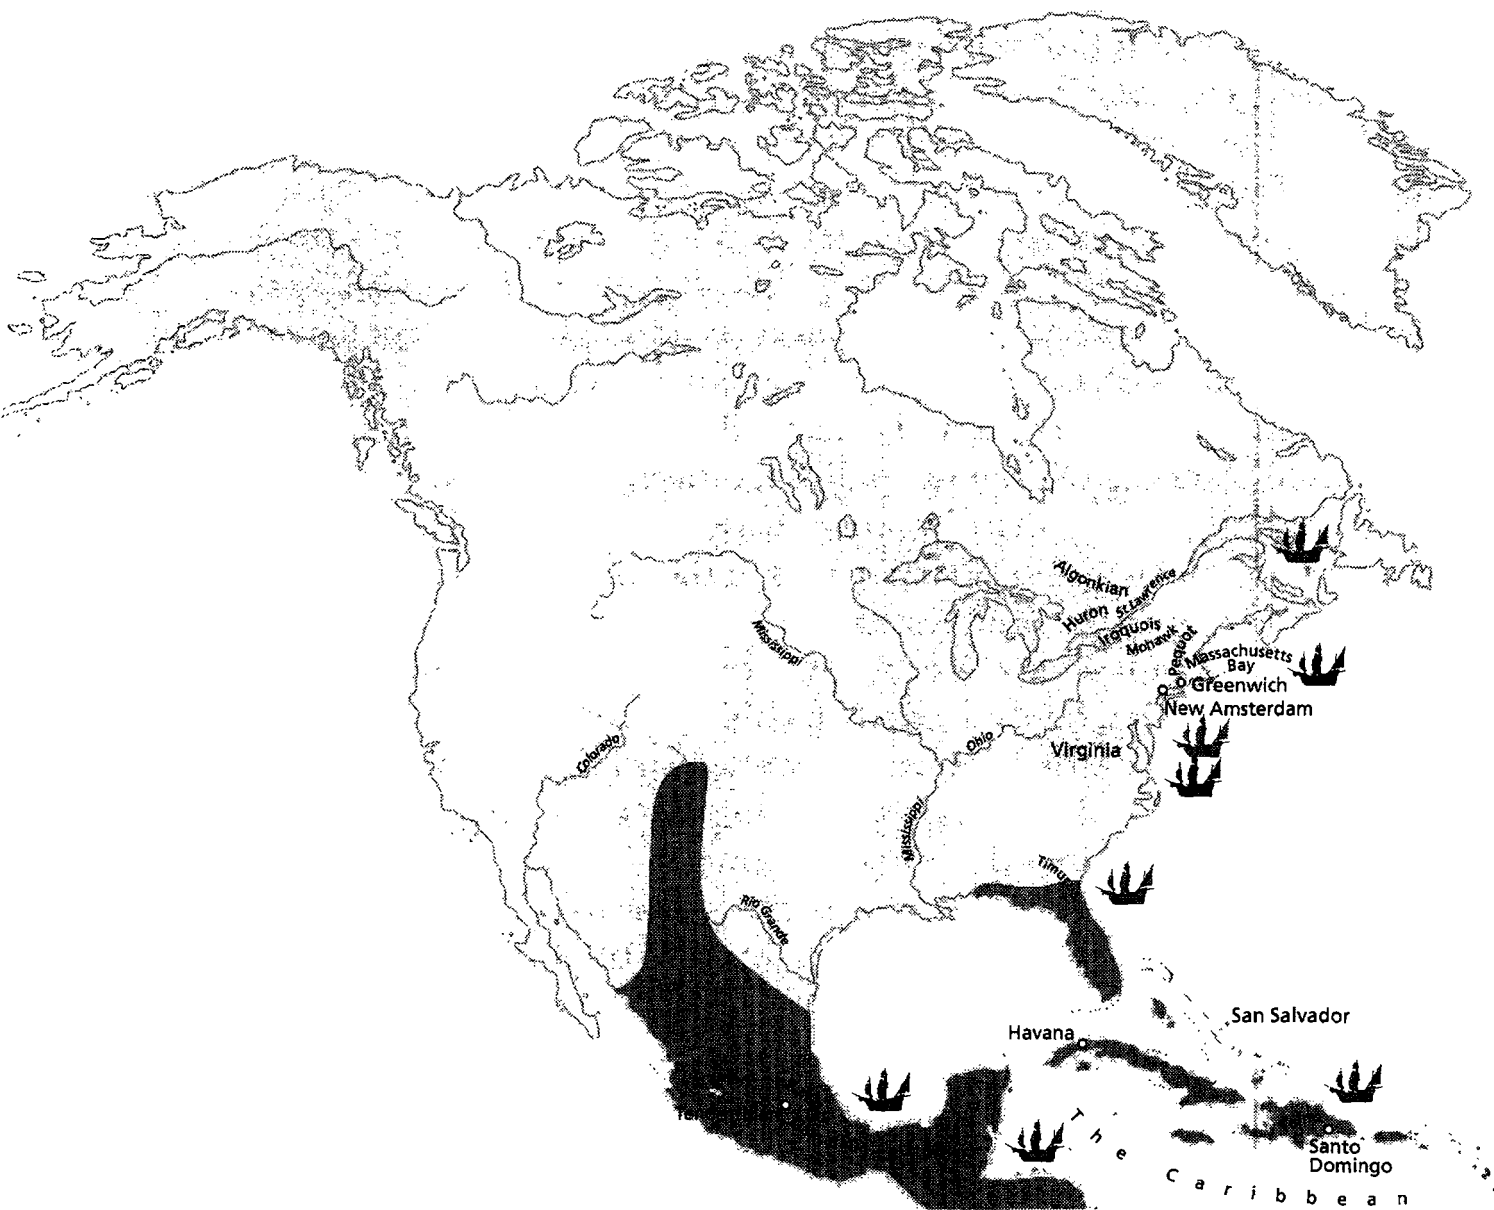 Algonkian
St Lawrence
Huron
Iroquois
Mohawk
Pequot
Massachusetts
Bay
Greenwich
New Amsterdam
Mississippi
Ohio
Virginia
Colorado
Mississippi
Timu
Rio Grande
San Salvador
Havana
Santo
Domingo
The Caribbean